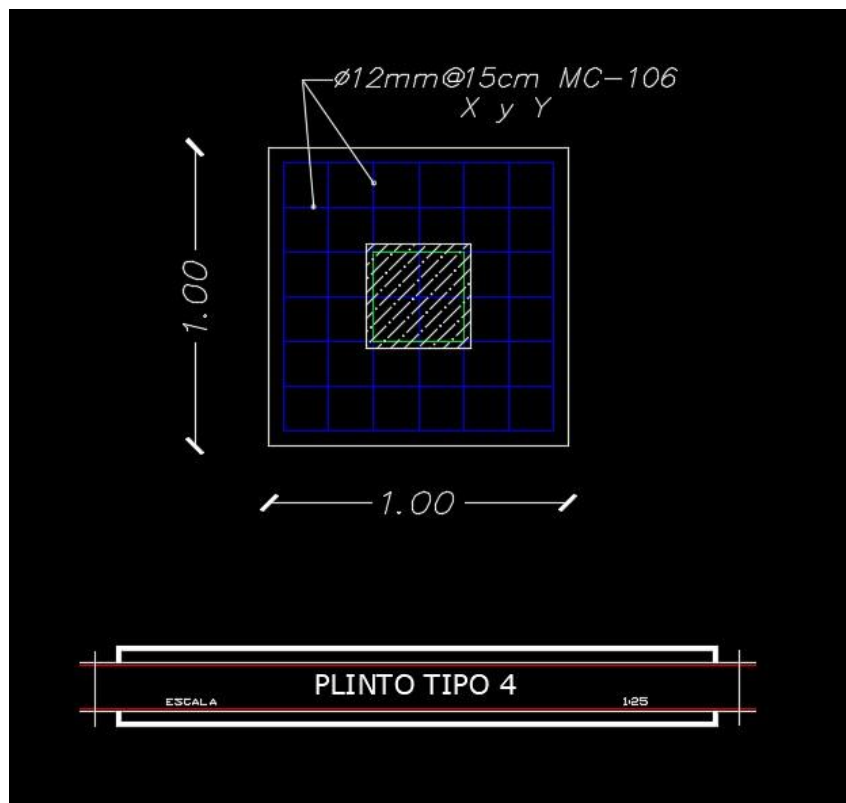 ø12mm@15cm MC-106
X y Y
1.00
1.00
PLINTO TIPO 4
ESCALA
1:25